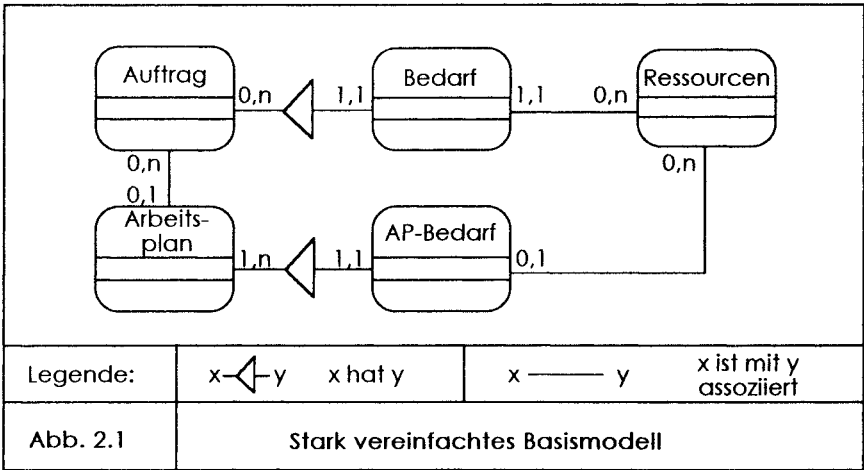 Auftrag
0,n
1,1
Bedarf
1,1
0,n
Ressourcen
0,n
0,1
0,n
Arbeits-
plan
1,n
1,1
AP-Bedarf
0,1
Legende:
x
y
x hat y
x
y
x ist mit y
assoziiert
Abb. 2.1
Stark vereinfachtes Basismodell